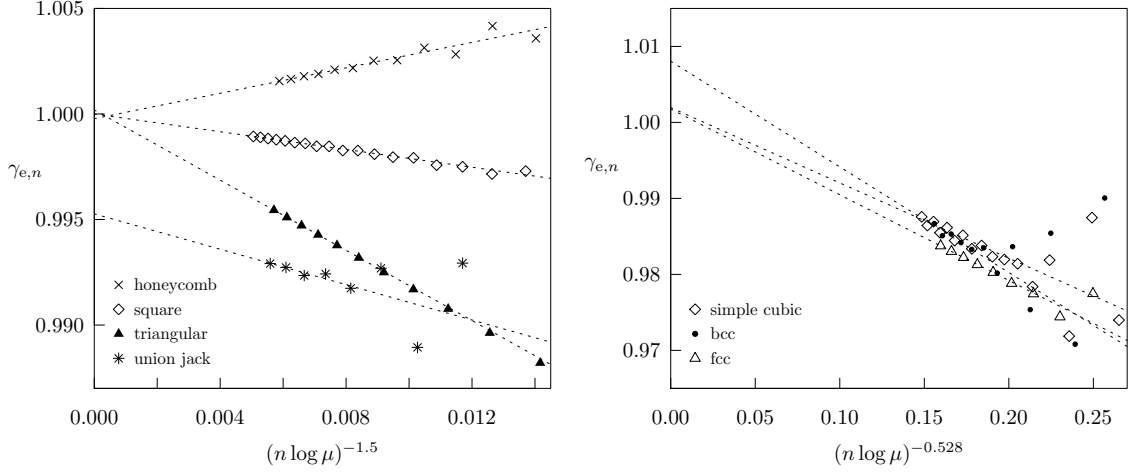 1.005
1.000
γe,n
0.995
0.990
honeycomb
square
triangular
union jack
0.000 0.004 0.008 0.012
(n log μ)−1.5
1.01
1.00
γe,n
0.99
0.98
0.97
simple cubic
bcc
fcc
0.00 0.05 0.10 0.15 0.20 0.25
(n log μ)−0.528